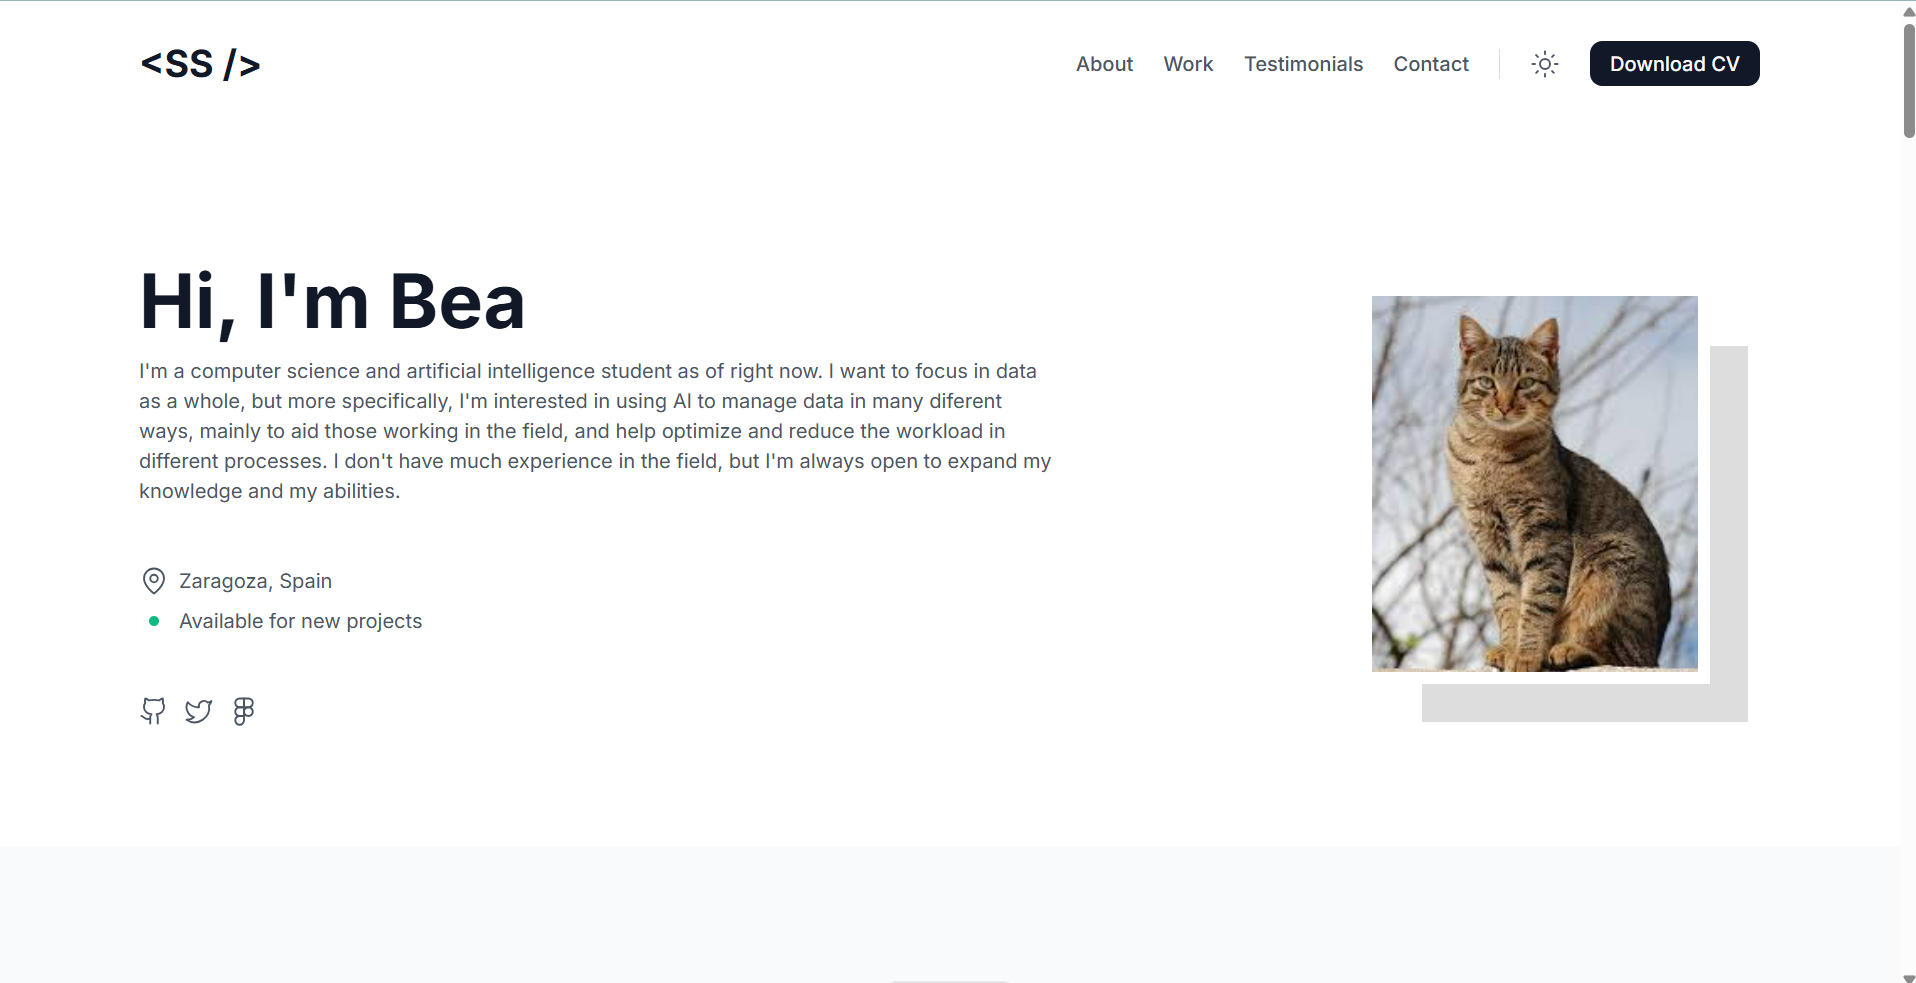 <SS />
About
Work
Testimonials
Contact
Download CV
Hi, I'm Bea
I'm a computer science and artificial intelligence student as of right now. I want to focus in data
as a whole, but more specifically, I'm interested in using AI to manage data in many diferent
ways, mainly to aid those working in the field, and help optimize and reduce the workload in
different processes. I don't have much experience in the field, but I'm always open to expand my
knowledge and my abilities.
Zaragoza, Spain
Available for new projects